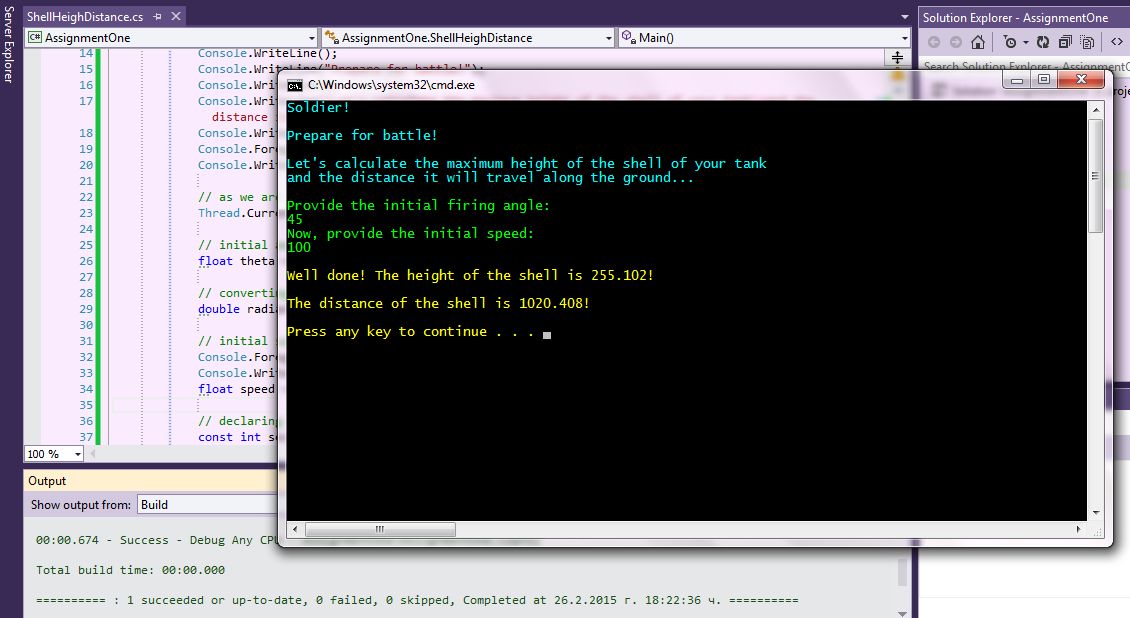 Server Explorer
ShellHeighDistance.cs
Solution Explorer - AssignmentOne
C# AssignmentOne
AssignmentOne.ShellHeighDistance
Main()
Search Solution Explorer - Assignment
14 Console.WriteLine();
15 Console.WriteLine("Prepare for battle!");
16 Console.Writ
17 Console.Writ
distance
18 Console.Writ
19 Console.Fore
20 Console.Writ
21
22 // as we are
23 Thread.Curre
24
25 // initial a
26 float theta
27
28 // convertin
29 double radia
30
31 // initial s
32 Console.Fore
33 Console.Writ
34 float speed
35
36 // declaring
37 const int se
100 %
C:\Windows\system32\cmd.exe
Soldier!
Prepare for battle!
Let's calculate the maximum height of the shell of your tank
and the distance it will travel along the ground...
Provide the initial firing angle:
45
Now, provide the initial speed:
100
Well done! The height of the shell is 255.102!
The distance of the shell is 1020.408!
Press any key to continue . . .
Output
Show output from: Build
00:00.674 - Success - Debug Any CPU
Total build time: 00:00.000
========== : 1 succeeded or up-to-date, 0 failed, 0 skipped, Completed at 26.2.2015 г. 18:22:36 ч. ==========